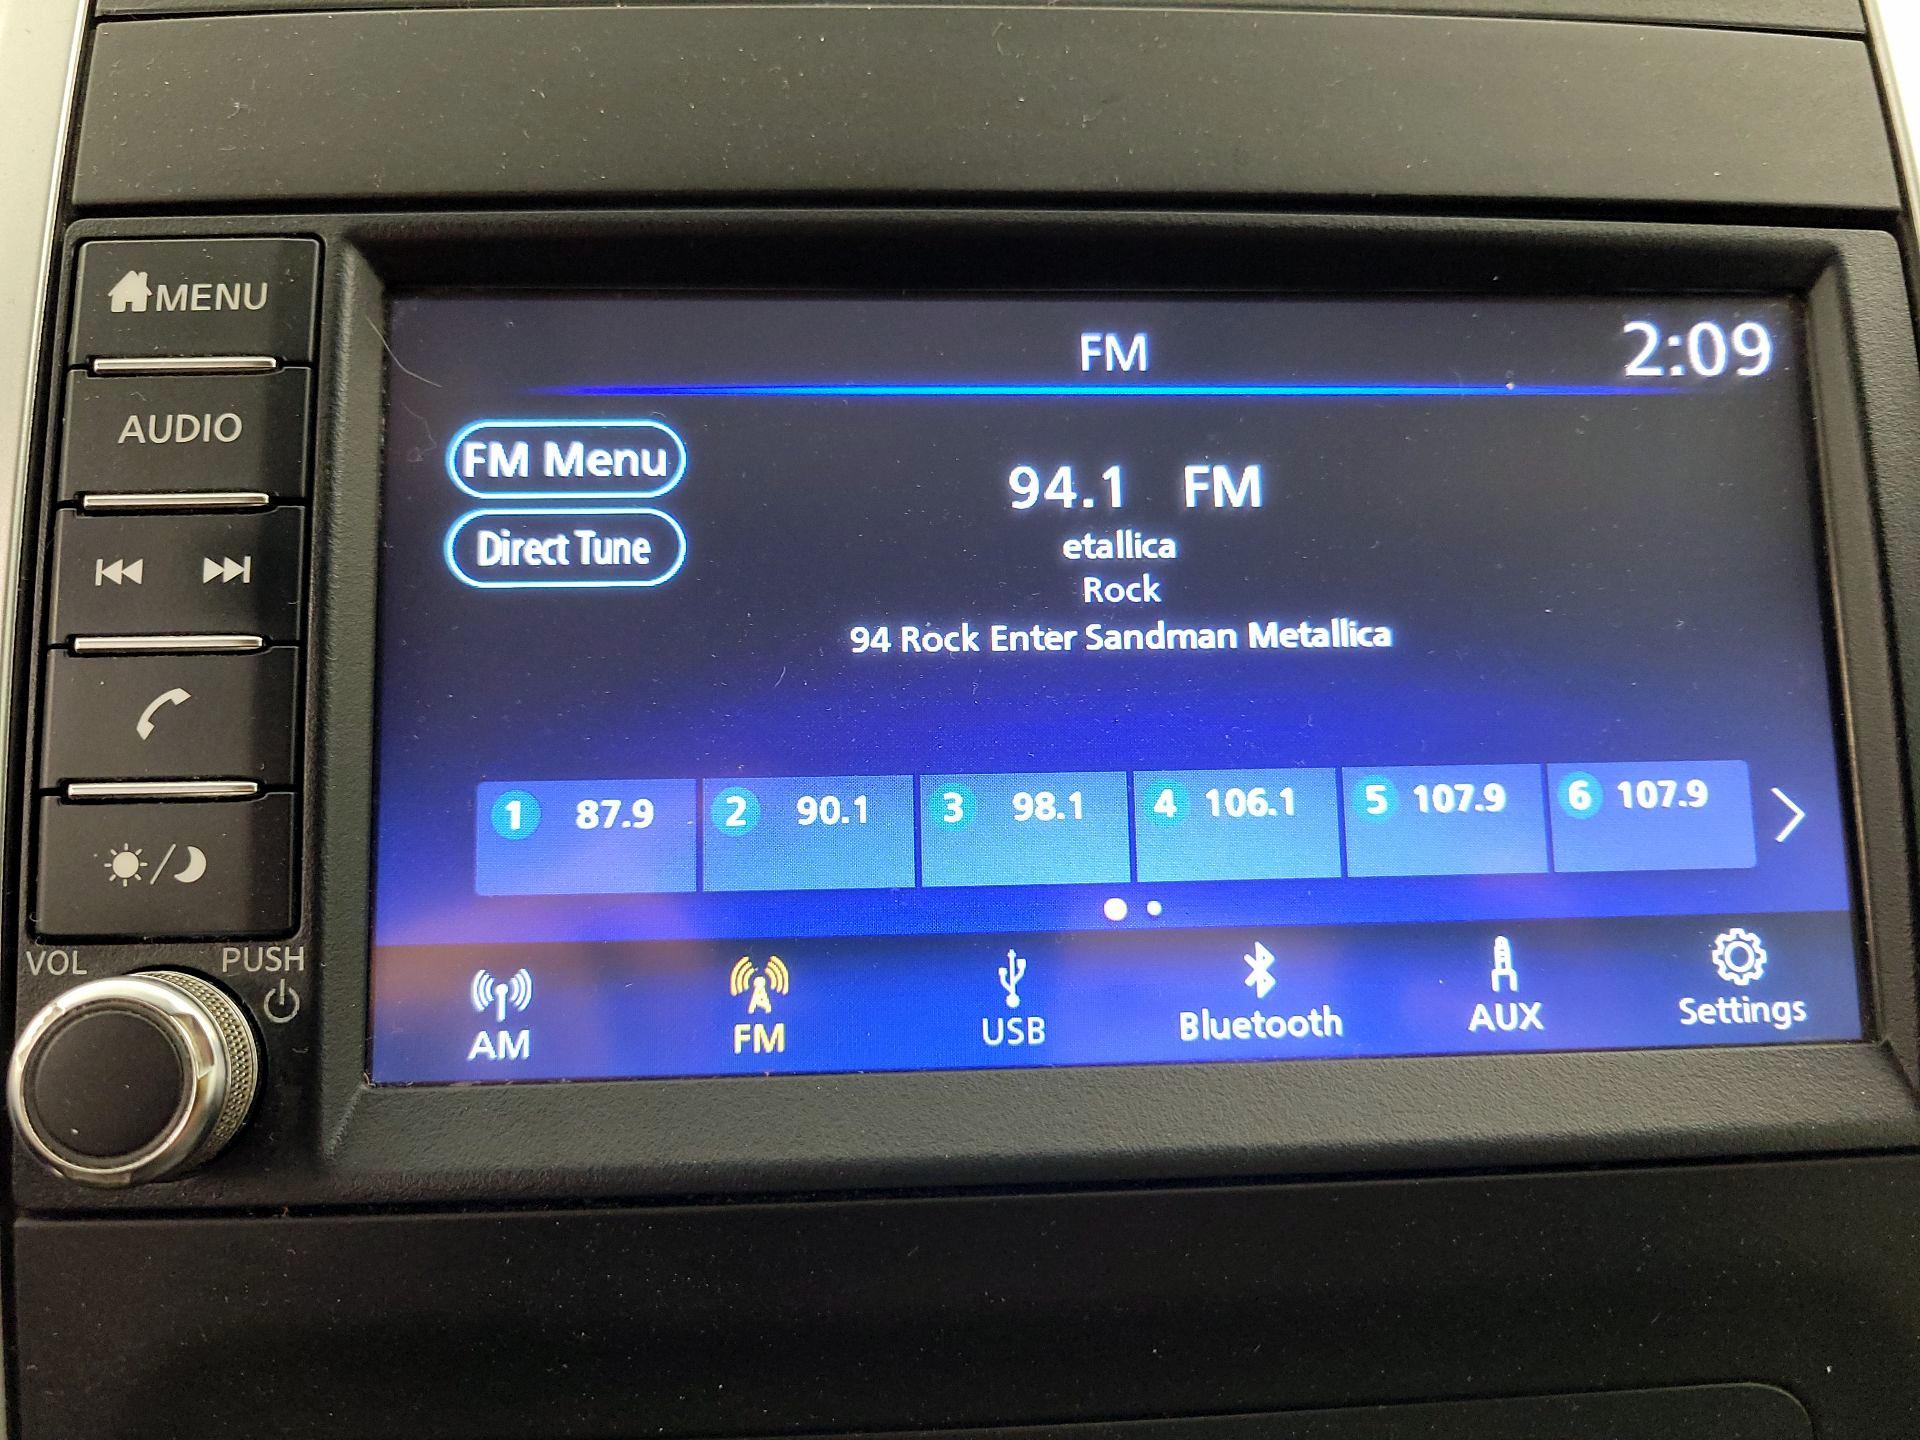 MENU
AUDIO
VOL
PUSH
FM
2:09
FM Menu
Direct Tune
94.1 FM
etallica
Rock
94 Rock Enter Sandman Metallica
1 87.9
2 90.1
3 98.1
4 106.1
5 107.9
6 107.9
AM
FM
USB
Bluetooth
AUX
Settings